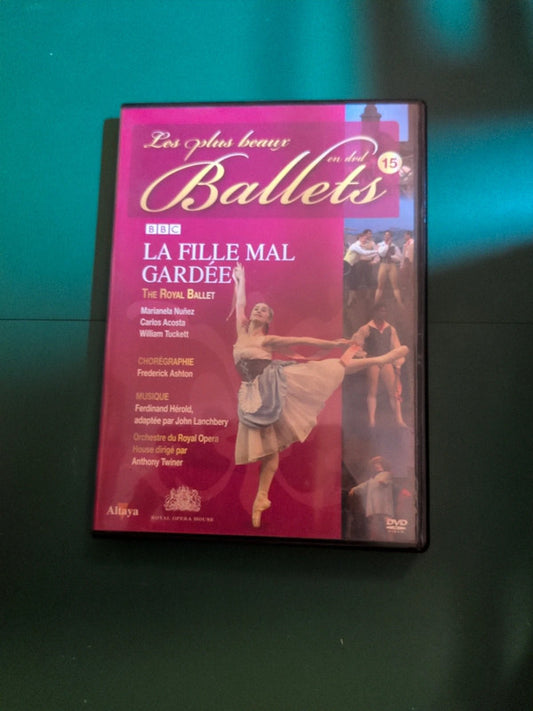 Les plus beaux
en dvd
15
Ballets
BBC
LA FILLE MAL
GARDÉE
THE ROYAL BALLET
Marianela Nuñez
Carlos Acosta
William Tuckett
CHORÉGRAPHIE
Frederick Ashton
MUSIQUE
Ferdinand Hérold,
adaptée par John Lanchbery
Orchestre du Royal Opera
House dirigé par
Anthony Twiner
Altaya
ROYAL OPERA HOUSE
DVD
VIDEO